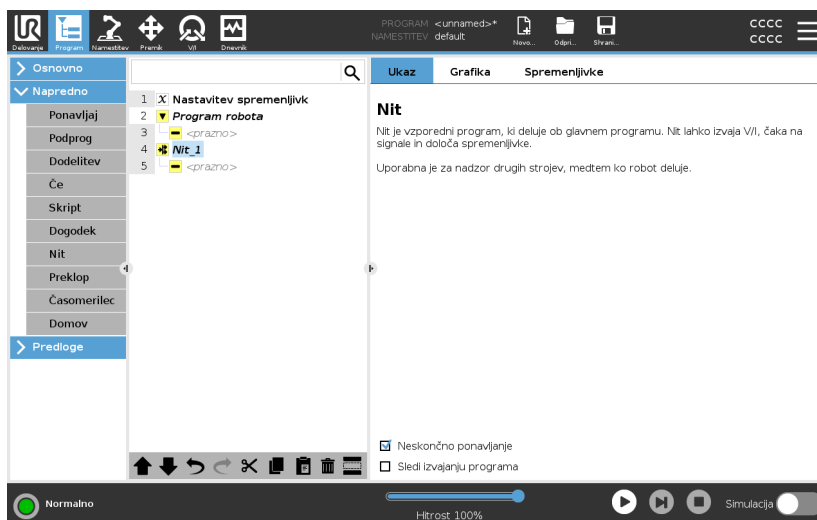 PROGRAM <unnamed>*
NAMESTITEV default
CCCC
CCCC
UR
Delovanje Program Namestitev Premik V/I Dnevnik Novo... Odpri... Shrani...
Osnovno
Napredno
Ponavljaj
Podprog
Dodelitev
Če
Skript
Dogodek
Nit
Preklop
Časomerilec
Domov
Predloge
1 X Nastavitev spremenljivk
2 Program robota
3 <prazno>
4 Nit_1
5 <prazno>
Ukaz Grafika Spremenljivke
Nit
Nit je vzporedni program, ki deluje ob glavnem programu. Nit lahko izvaja V/I, čaka na
signale in določa spremenljivke.
Uporabna je za nadzor drugih strojev, medtem ko robot deluje.
Neskončno ponavljanje
Sledi izvajanju programa
Normalno
Hitrost 100%
Simulacija